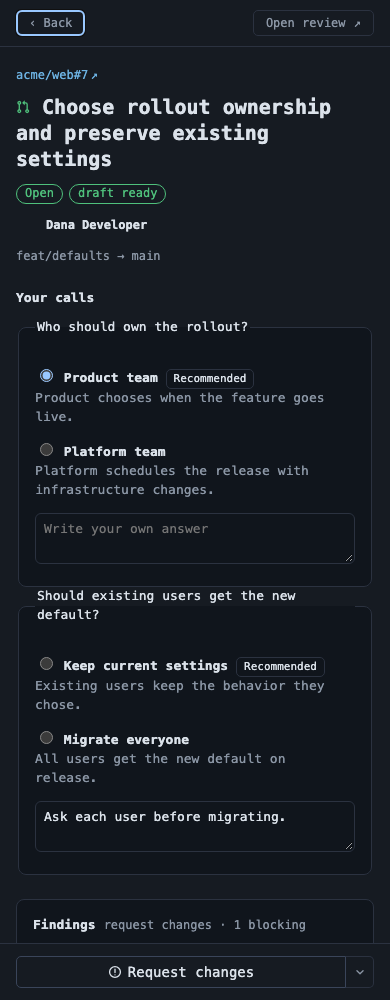 ‹ Back
Open review ↗
acme/web#7↗
Choose rollout ownership
and preserve existing
settings
Open
draft ready
Dana Developer
feat/defaults → main
Your calls
Who should own the rollout?
Product team
Recommended
Product chooses when the feature goes
live.
Platform team
Platform schedules the release with
infrastructure changes.
Write your own answer
Should existing users get the new
default?
Keep current settings
Recommended
Existing users keep the behavior they
chose.
Migrate everyone
All users get the new default on
release.
Ask each user before migrating.
Findings request changes · 1 blocking
Request changes